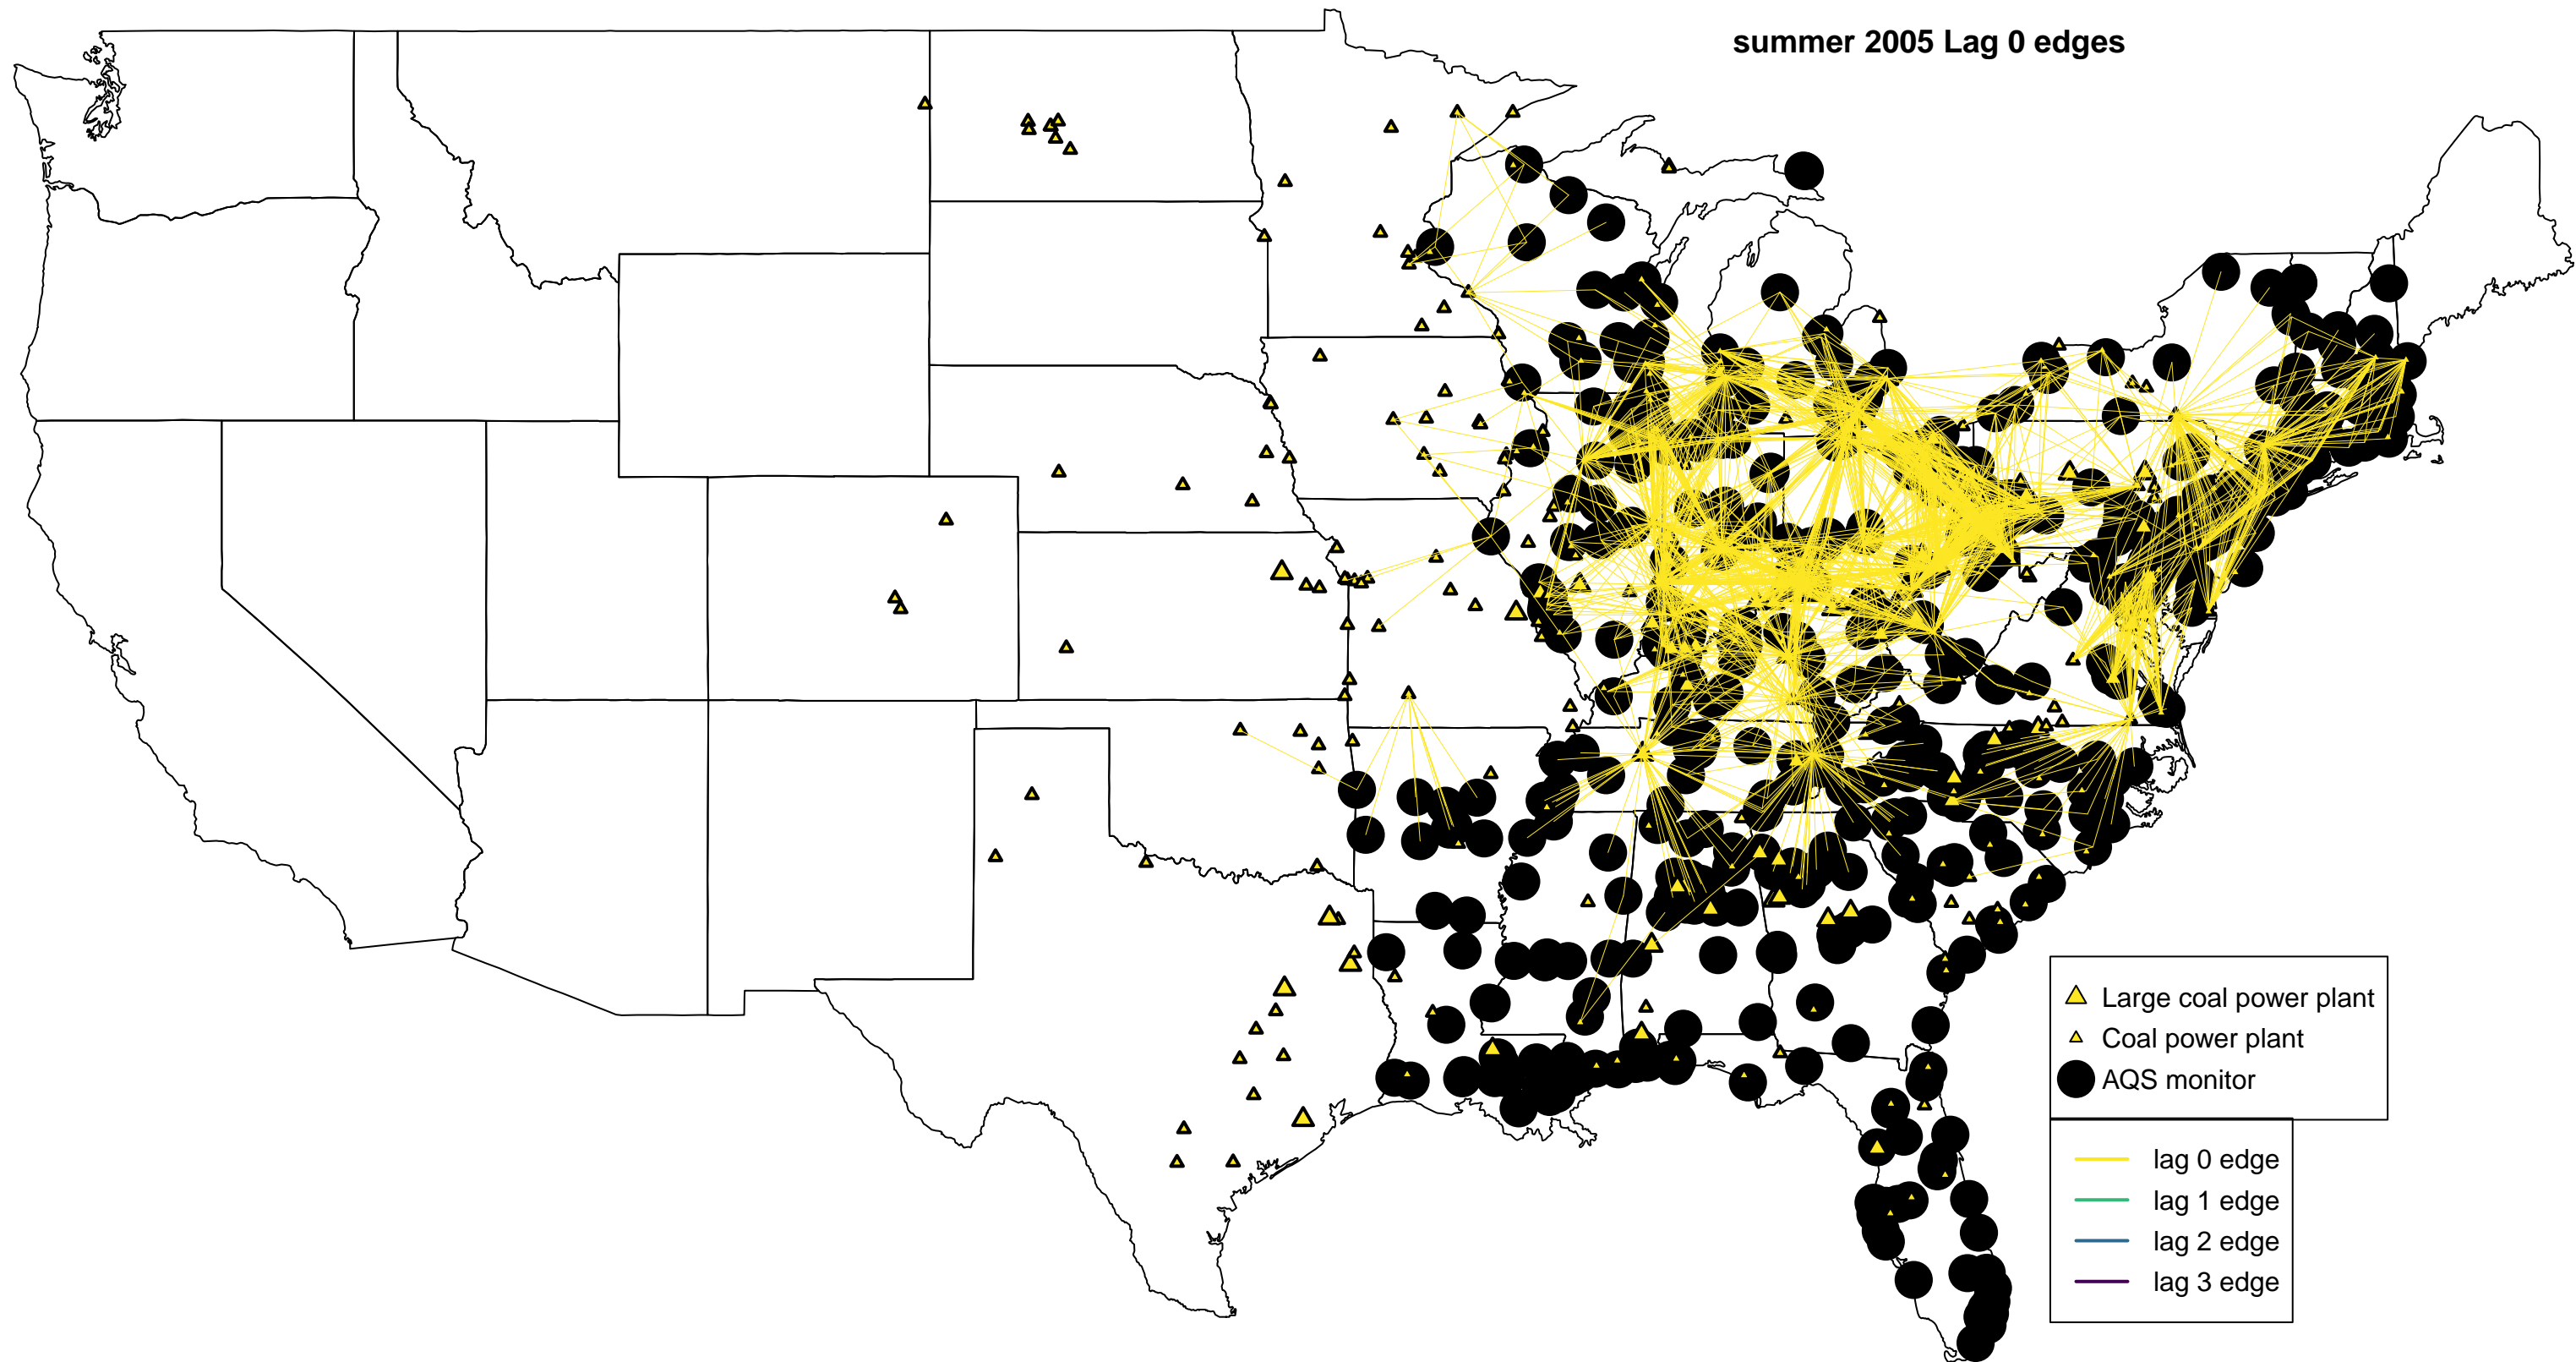 summer 2005 Lag 0 edges
Large coal power plant
Coal power plant
AQS monitor
lag 0 edge
lag 1 edge
lag 2 edge
lag 3 edge